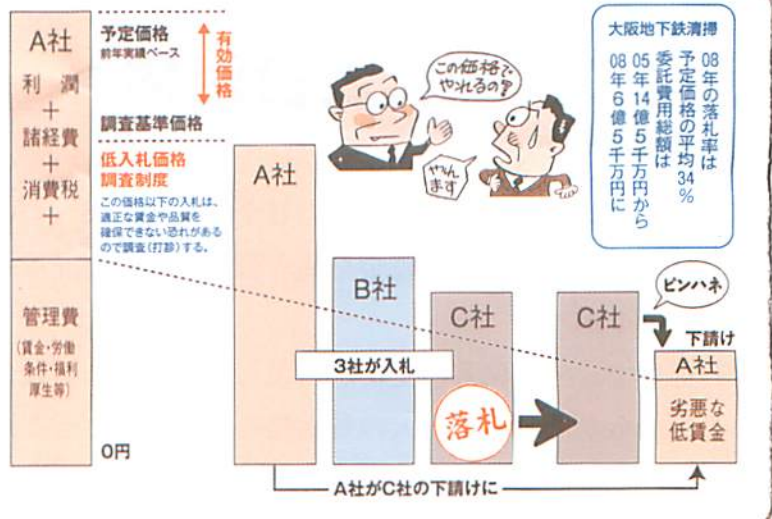 A社
利　潤
＋
諸経費
＋
消費税
＋
管理費
(賃金・労働
条件・福利
厚生等)
予定価格
前年実績ベース
有効価格
調査基準価格
低入札価格
調査制度
この価格以下の入札は、
適正な賃金や品質を
確保できない恐れがある
ので調査(打診)する。
0円
この価格で
やれるの?
やります
大阪地下鉄清掃
08年の落札率は
予定価格の平均34%
委託費用総額は
05年14億5千万円から
08年6億5千万円に
A社
B社
C社
3社が入札
落札
C社
ピンハネ
下請け
A社
劣悪な
低賃金
A社がC社の下請けに